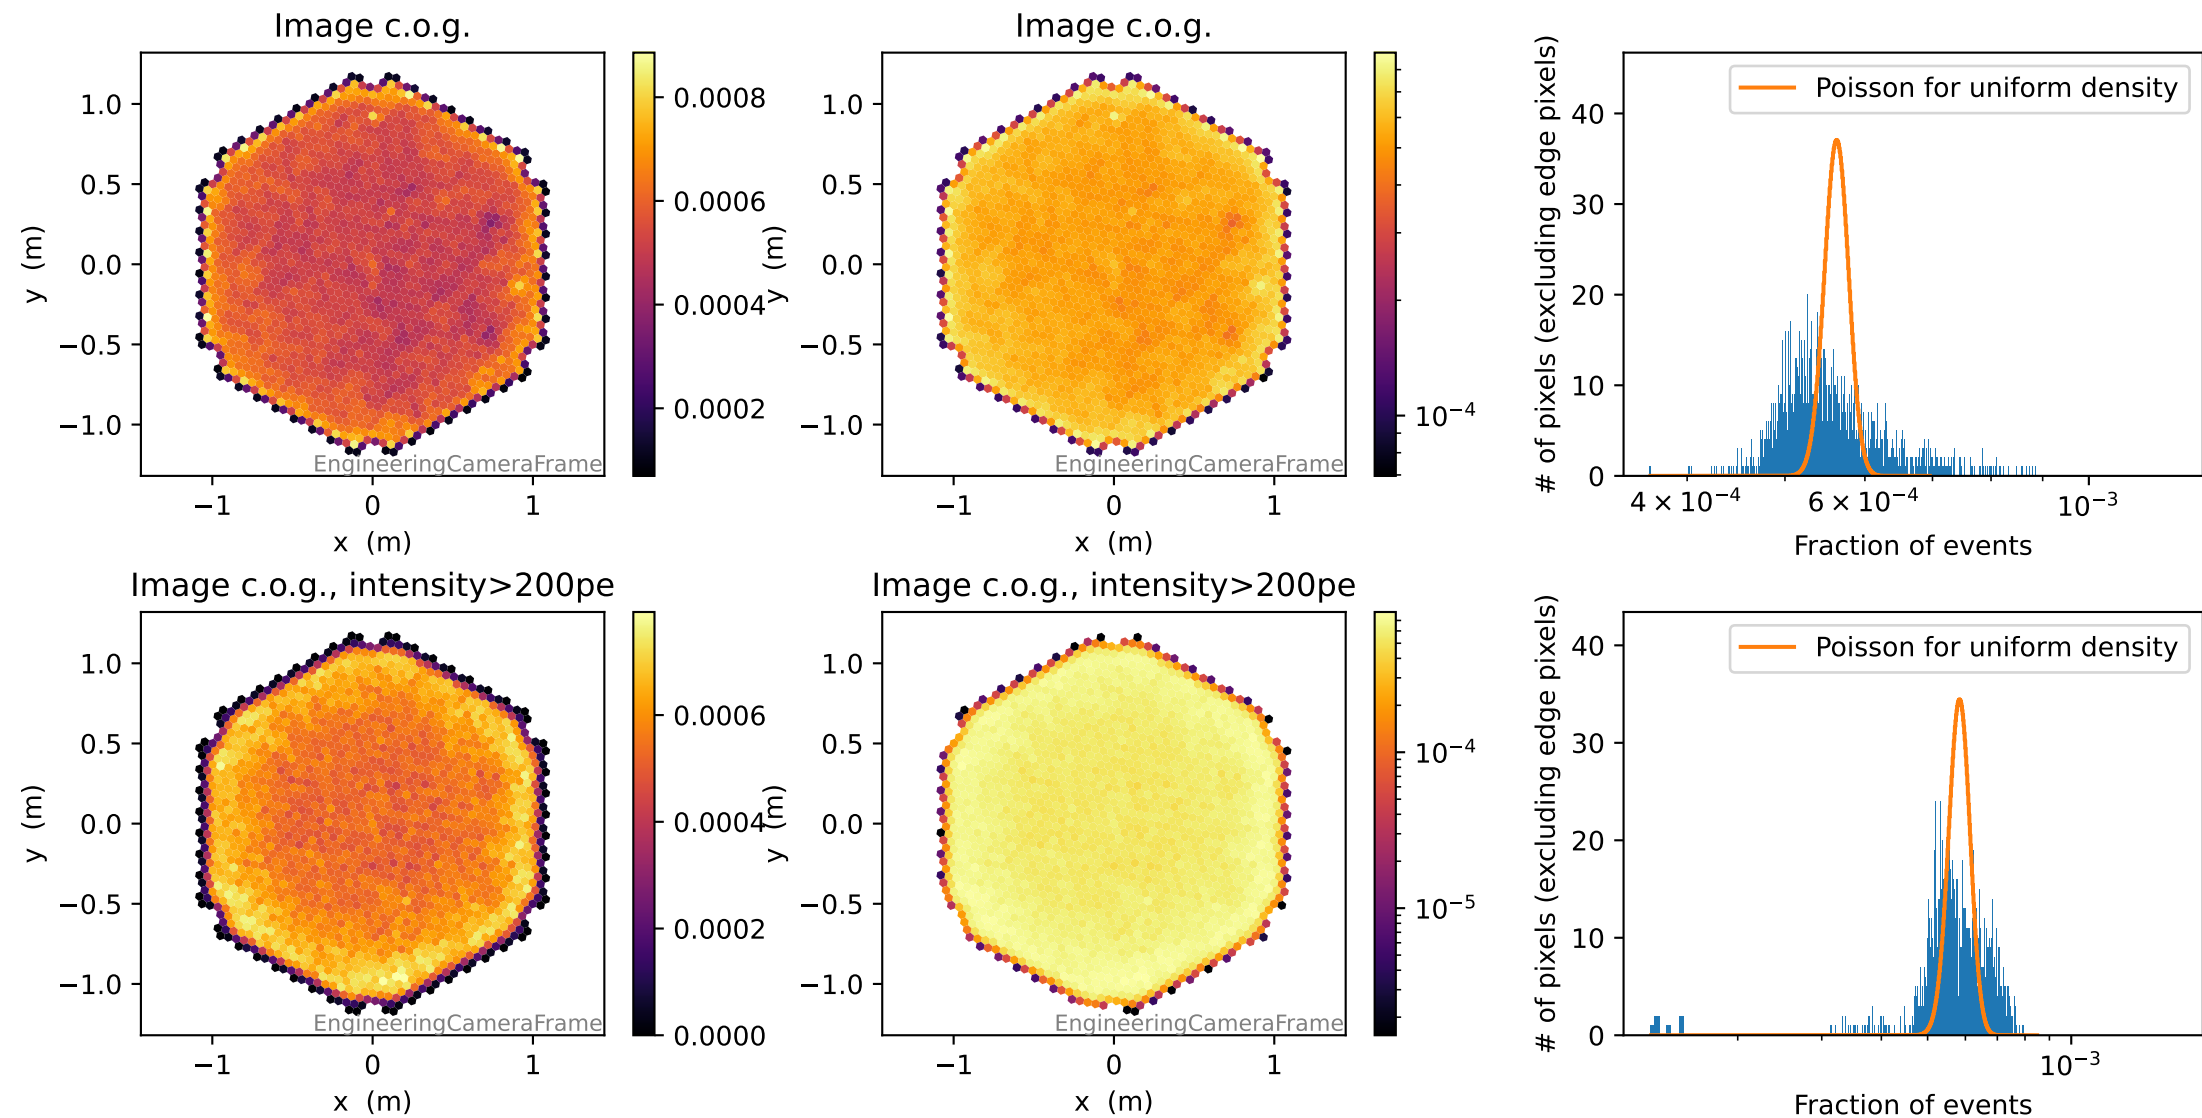 Image c.o.g.
1.0
0.5
0.0
−0.5
−1.0
y (m)
−1
0
1
x (m)
EngineeringCameraFrame
0.0008
0.0006
0.0004
0.0002
Image c.o.g.
1.0
0.5
0.0
−0.5
−1.0
y (m)
−1
0
1
x (m)
EngineeringCameraFrame
10⁻⁴
# of pixels (excluding edge pixels)
40
30
20
10
0
Poisson for uniform density
4 × 10⁻⁴
6 × 10⁻⁴
10⁻³
Fraction of events
Image c.o.g., intensity>200pe
1.0
0.5
0.0
−0.5
−1.0
y (m)
−1
0
1
x (m)
EngineeringCameraFrame
0.0006
0.0004
0.0002
0.0000
Image c.o.g., intensity>200pe
1.0
0.5
0.0
−0.5
−1.0
y (m)
−1
0
1
x (m)
EngineeringCameraFrame
10⁻⁴
10⁻⁵
# of pixels (excluding edge pixels)
40
30
20
10
0
Poisson for uniform density
10⁻³
Fraction of events